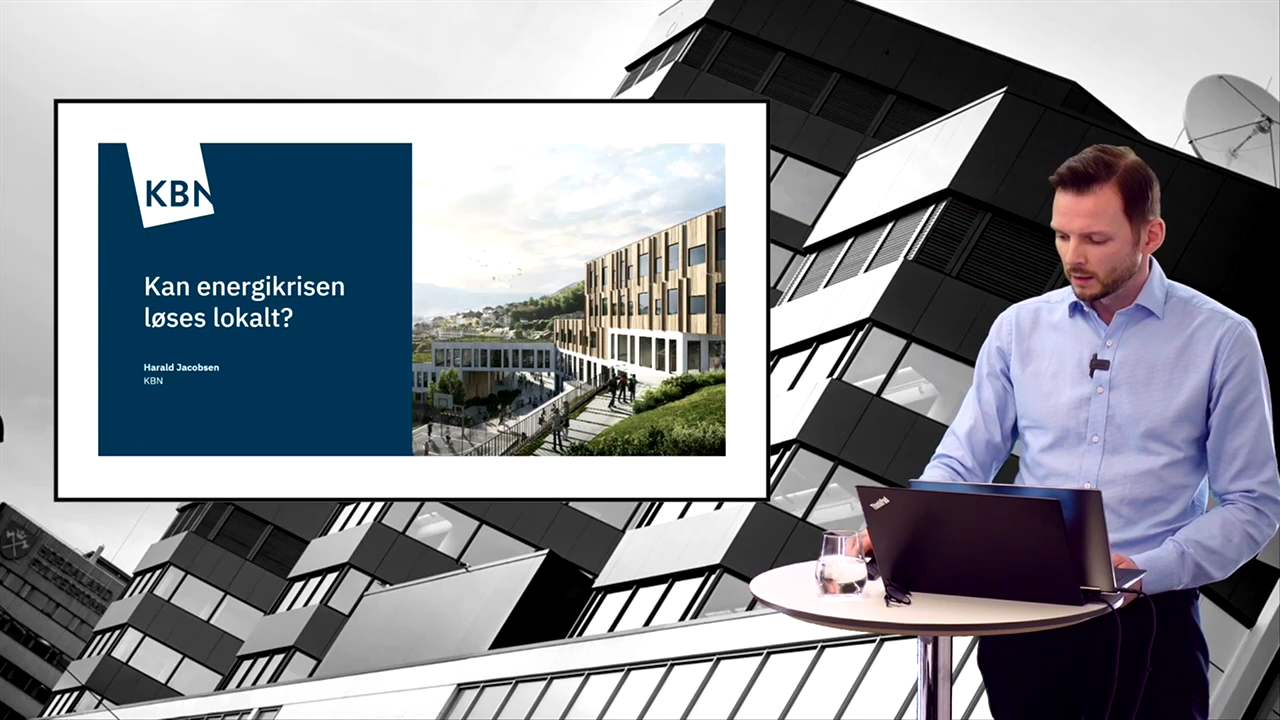 KBN
Kan energikrisen
løses lokalt?
Harald Jacobsen
KBN
ThinkPad